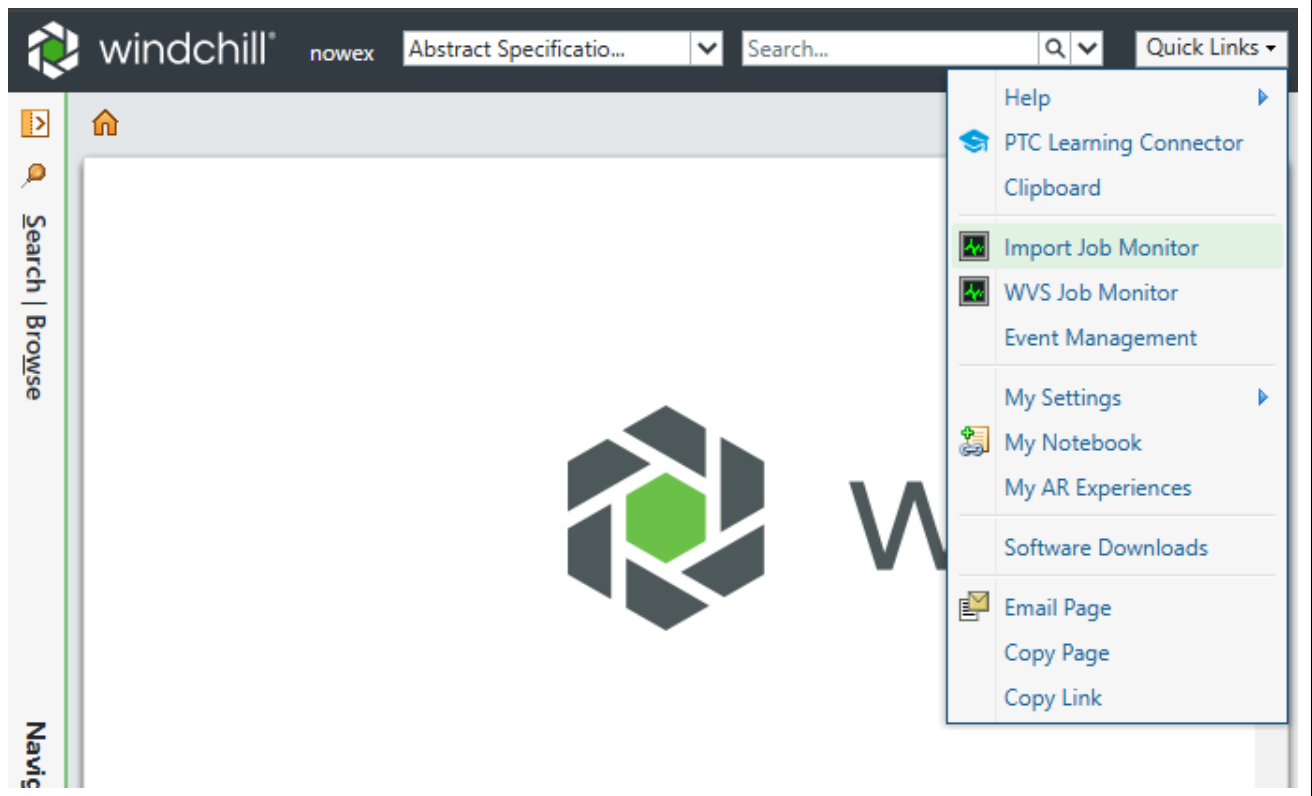 windchill® nowex Abstract Specificatio... Search... Quick Links
Help
PTC Learning Connector
Clipboard
Import Job Monitor
WVS Job Monitor
Event Management
My Settings
My Notebook
My AR Experiences
Software Downloads
Email Page
Copy Page
Copy Link
Search | Browse
Navig
w